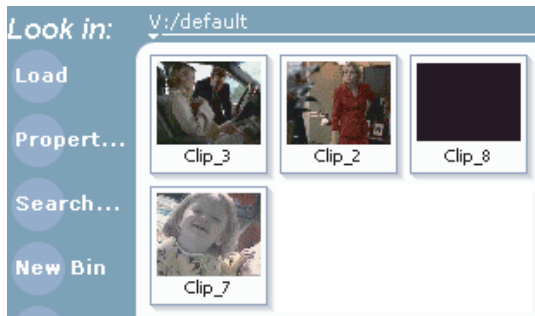 Look in:
V:/default
Load
Propert...
Search...
New Bin
Clip_3
Clip_2
Clip_8
Clip_7